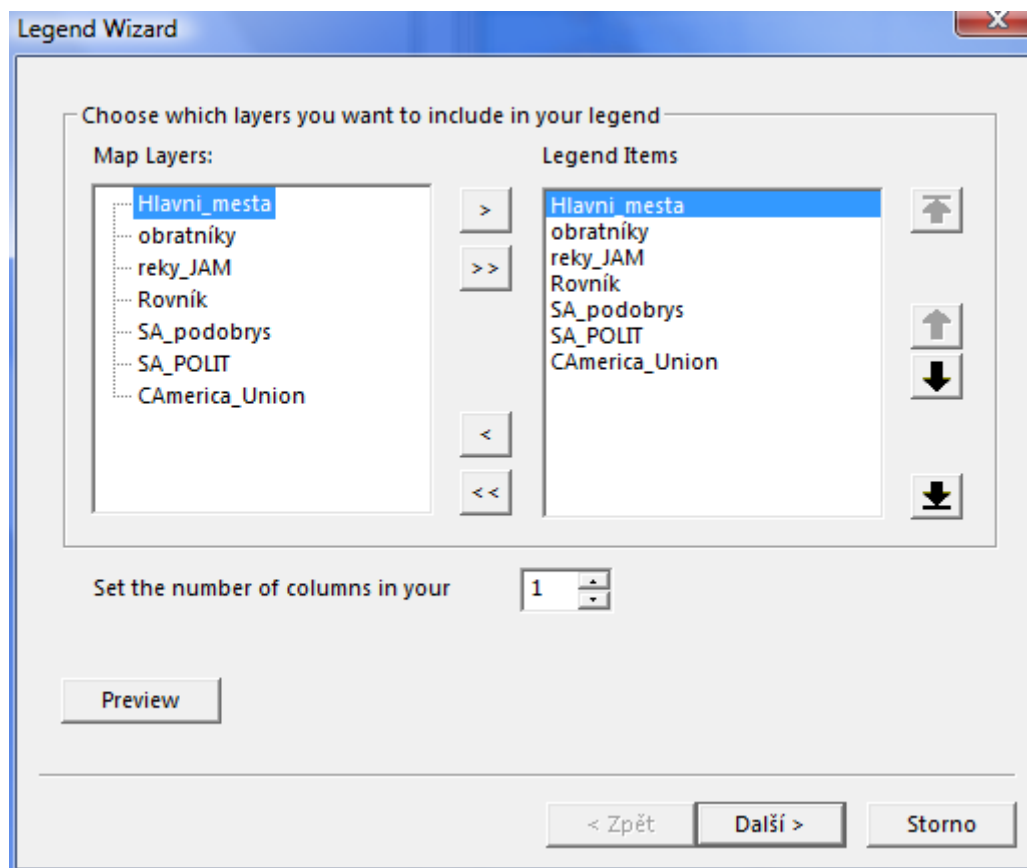 Legend Wizard
X
Choose which layers you want to include in your legend
Map Layers:
Legend Items
Hlavni_mesta
obratníky
reky_JAM
Rovník
SA_podobrys
SA_POLIT
CAmerica_Union
>
>>
<
<<
Hlavni_mesta
obratníky
reky_JAM
Rovník
SA_podobrys
SA_POLIT
CAmerica_Union
Set the number of columns in your
1
Preview
< Zpět
Další >
Storno